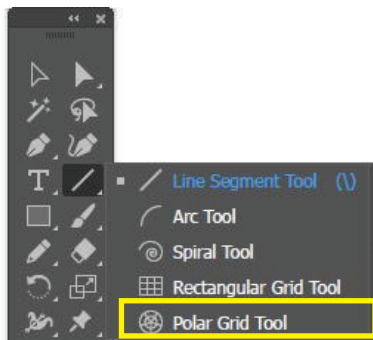 Line Segment Tool (\)
Arc Tool
Spiral Tool
Rectangular Grid Tool
Polar Grid Tool